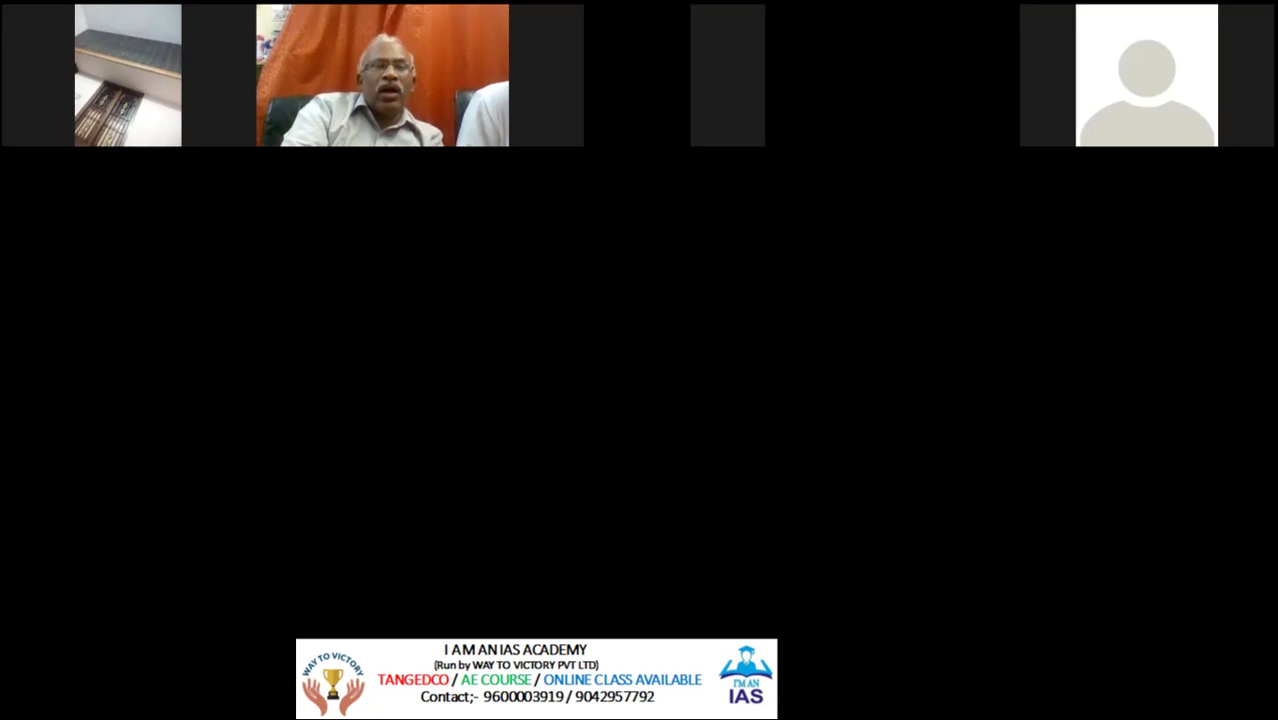 WAY TO VICTORY
I AM AN IAS ACADEMY
(Run by WAY TO VICTORY PVT LTD)
TANGEDCO / AE COURSE / ONLINE CLASS AVAILABLE
Contact;- 9600003919 / 9042957792
I'M AN
IAS